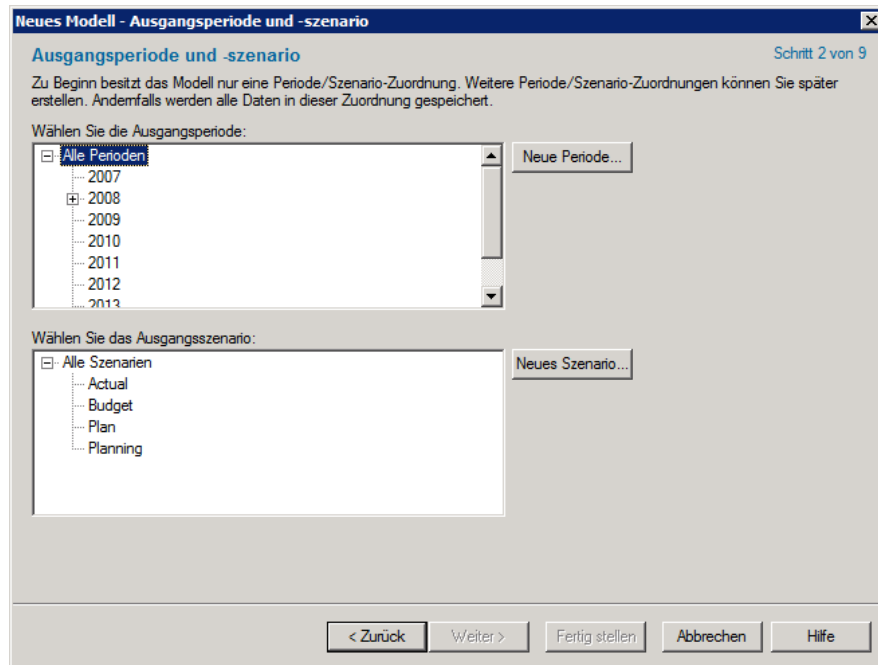 Neues Modell - Ausgangsperiode und -szenario
Ausgangsperiode und -szenario
Schritt 2 von 9
Zu Beginn besitzt das Modell nur eine Periode/Szenario-Zuordnung. Weitere Periode/Szenario-Zuordnungen können Sie später
erstellen. Andernfalls werden alle Daten in dieser Zuordnung gespeichert.
Wählen Sie die Ausgangsperiode:
Alle Perioden
2007
2008
2009
2010
2011
2012
2013
Neue Periode...
Wählen Sie das Ausgangsszenario:
Alle Szenarien
Actual
Budget
Plan
Planning
Neues Szenario...
< Zurück
Weiter >
Fertig stellen
Abbrechen
Hilfe